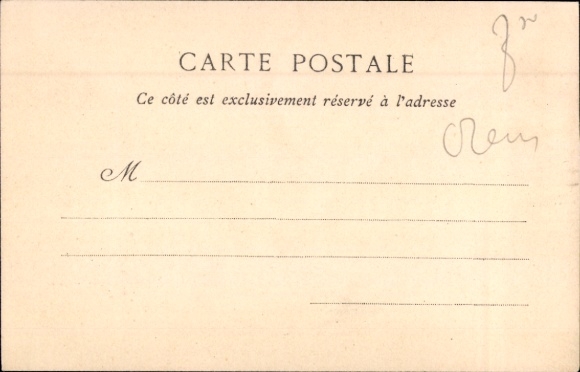 CARTE POSTALE
Ce côté est exclusivement réservé à l'adresse
M